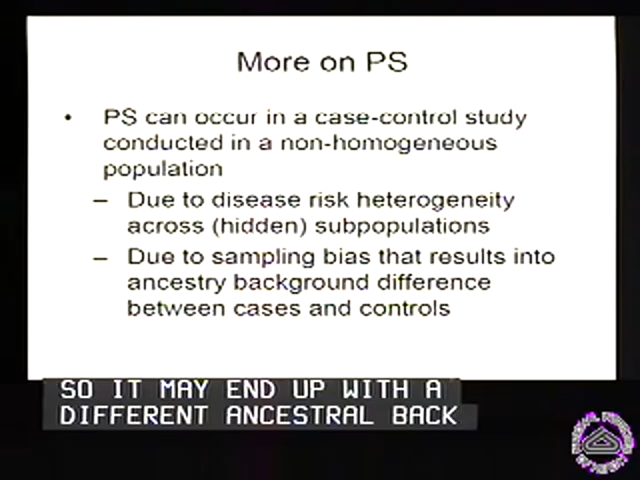 More on PS
• PS can occur in a case-control study
conducted in a non-homogeneous
population
– Due to disease risk heterogeneity
across (hidden) subpopulations
– Due to sampling bias that results into
ancestry background difference
between cases and controls
SO IT MAY END UP WITH A
DIFFERENT ANCESTRAL BACK